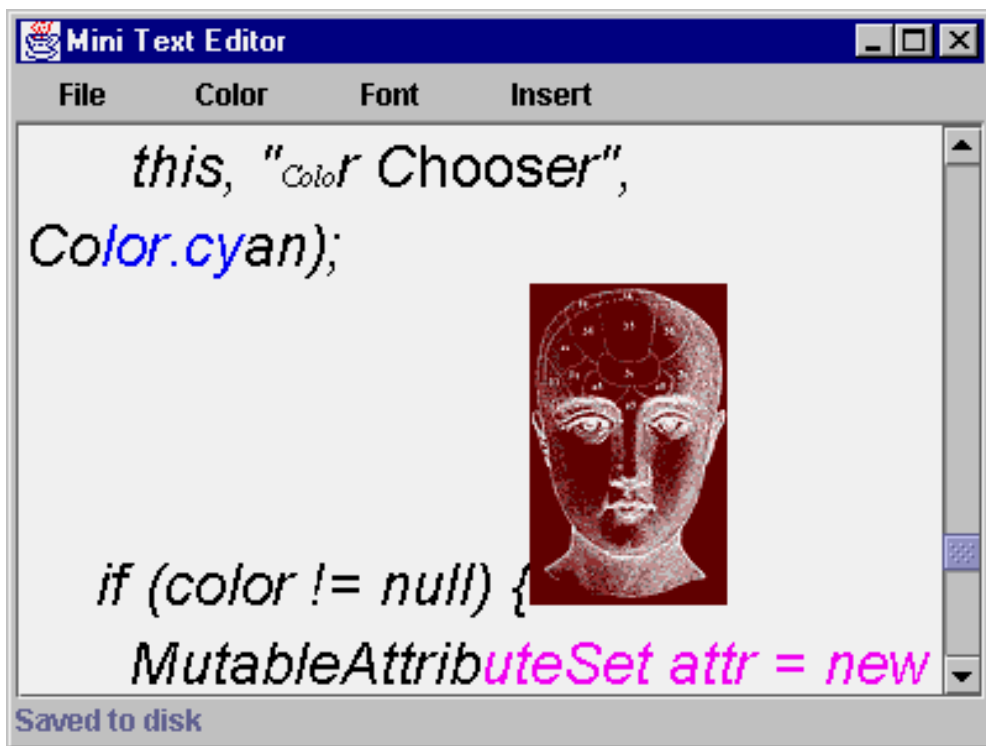 Mini Text Editor
File Color Font Insert
this, "Color Chooser",
Color.cyan);
if (color != null) {
MutableAttributeSet attr = new
Saved to disk